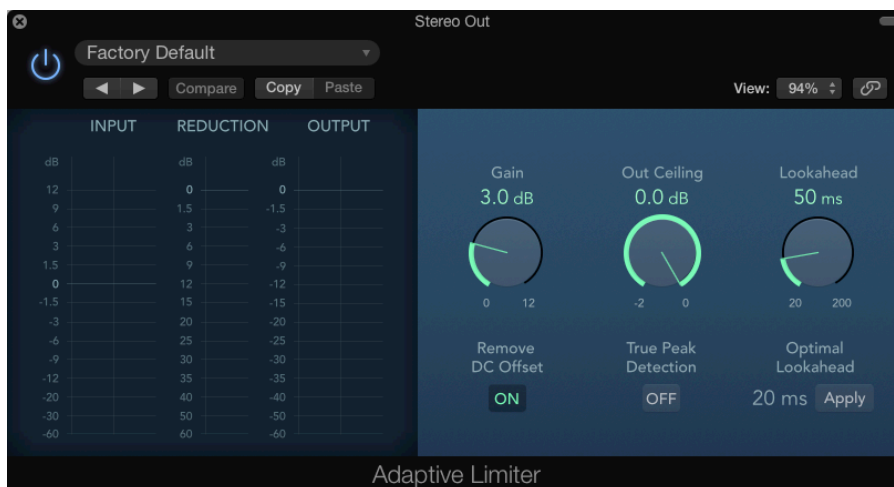 Stereo Out
Factory Default
Compare Copy Paste View: 94%
INPUT REDUCTION OUTPUT
dB dB dB
12 0 0
9 1.5 -1.5
6 3 -3
3 6 -6
1.5 9 -9
0 12 -12
-1.5 15 -15
-3 20 -20
-6 25 -25
-9 30 -30
-12 35 -35
-20 40 -40
-30 50 -50
-60 60 -60
Gain Out Ceiling Lookahead
3.0 dB 0.0 dB 50 ms
0 12 -2 0 20 200
Remove True Peak Optimal
DC Offset Detection Lookahead
ON OFF 20 ms Apply
Adaptive Limiter